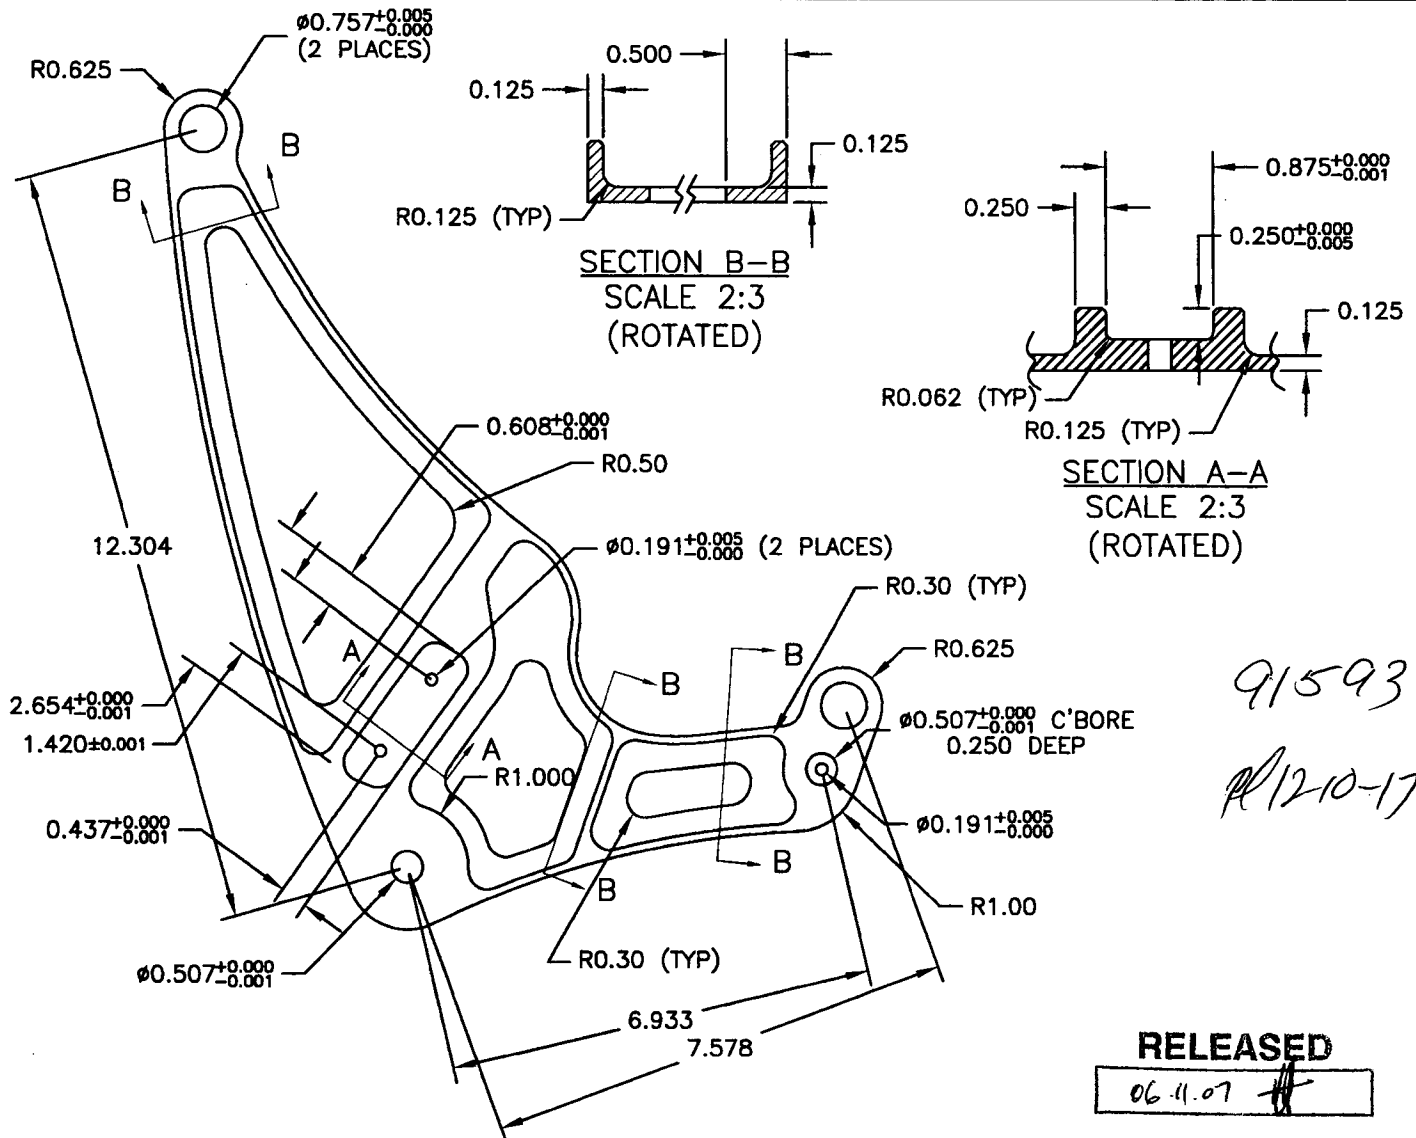 ø0.757+0.005 -0.000
(2 PLACES)
R0.625
B
B
0.500
0.125
0.125
R0.125 (TYP)
SECTION B-B
SCALE 2:3
(ROTATED)
0.875+0.000 -0.001
0.250
0.250+0.000 -0.005
0.125
R0.062 (TYP)
R0.125 (TYP)
SECTION A-A
SCALE 2:3
(ROTATED)
0.608+0.000 -0.001
R0.50
12.304
ø0.191+0.005 -0.000 (2 PLACES)
R0.30 (TYP)
R0.625
A
B
B
2.654+0.000 -0.001
1.420±0.001
A
R1.000
ø0.507+0.000 -0.001 C'BORE
0.250 DEEP
91593
0.437+0.000 -0.001
ø0.191+0.005 -0.000
B
B
R1.00
ø0.507+0.000 -0.001
R0.30 (TYP)
6.933
7.578
RELEASED
06.11.07